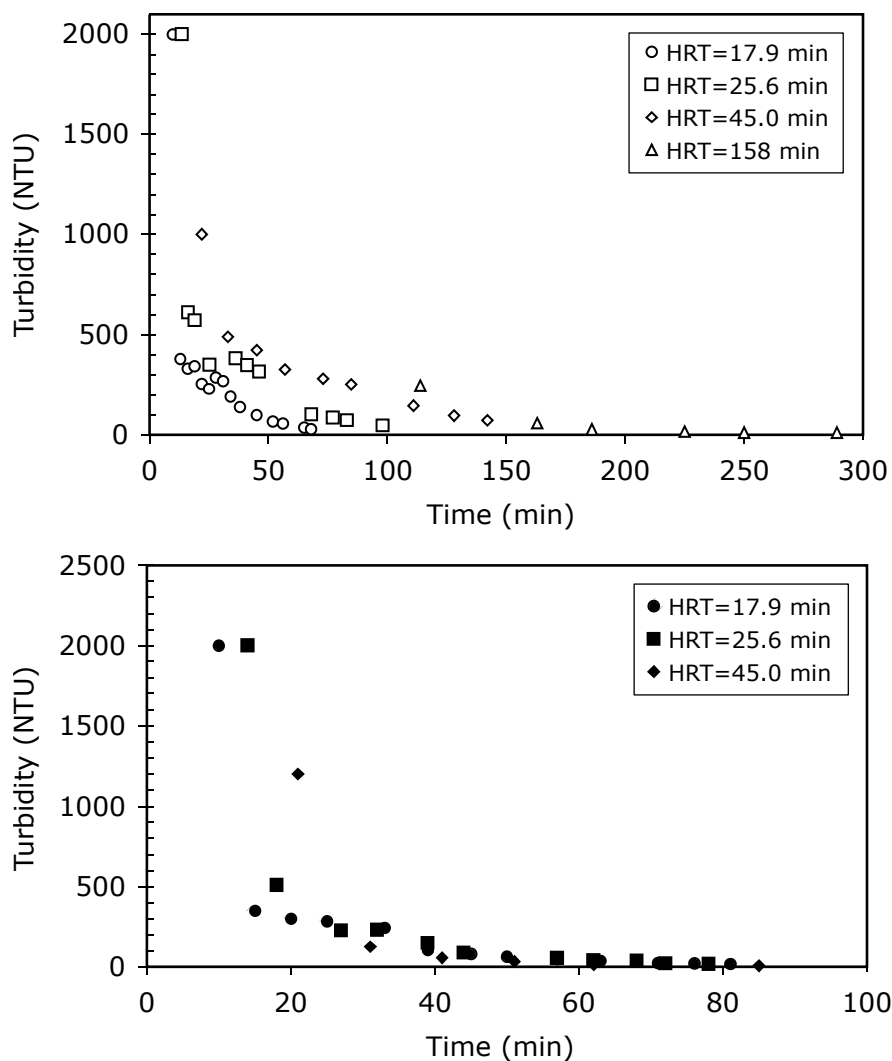 2000
1500
1000
500
0
Turbidity (NTU)
HRT=17.9 min
HRT=25.6 min
HRT=45.0 min
HRT=158 min
0 50 100 150 200 250 300
Time (min)
2500
2000
1500
1000
500
0
Turbidity (NTU)
HRT=17.9 min
HRT=25.6 min
HRT=45.0 min
0 20 40 60 80 100
Time (min)